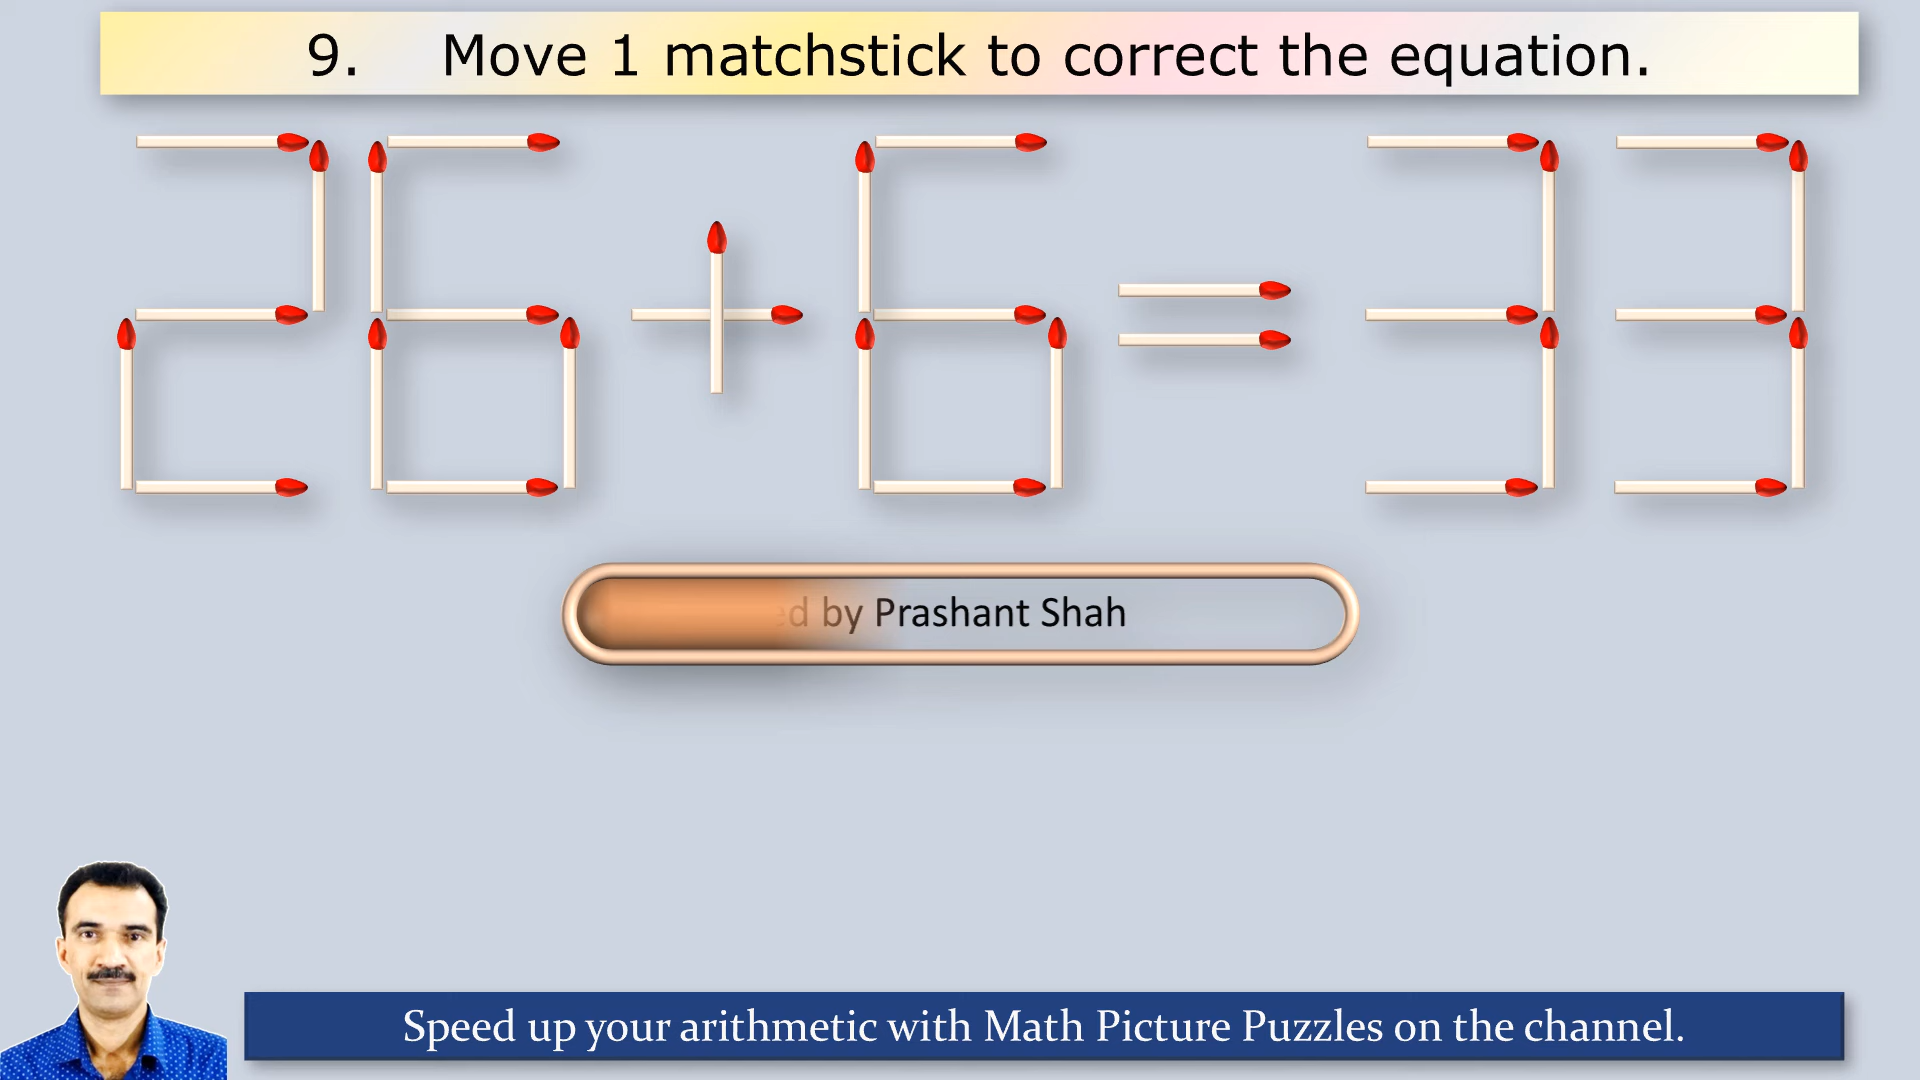 9. Move 1 matchstick to correct the equation.
26 + 6 = 33
by Prashant Shah
Speed up your arithmetic with Math Picture Puzzles on the channel.